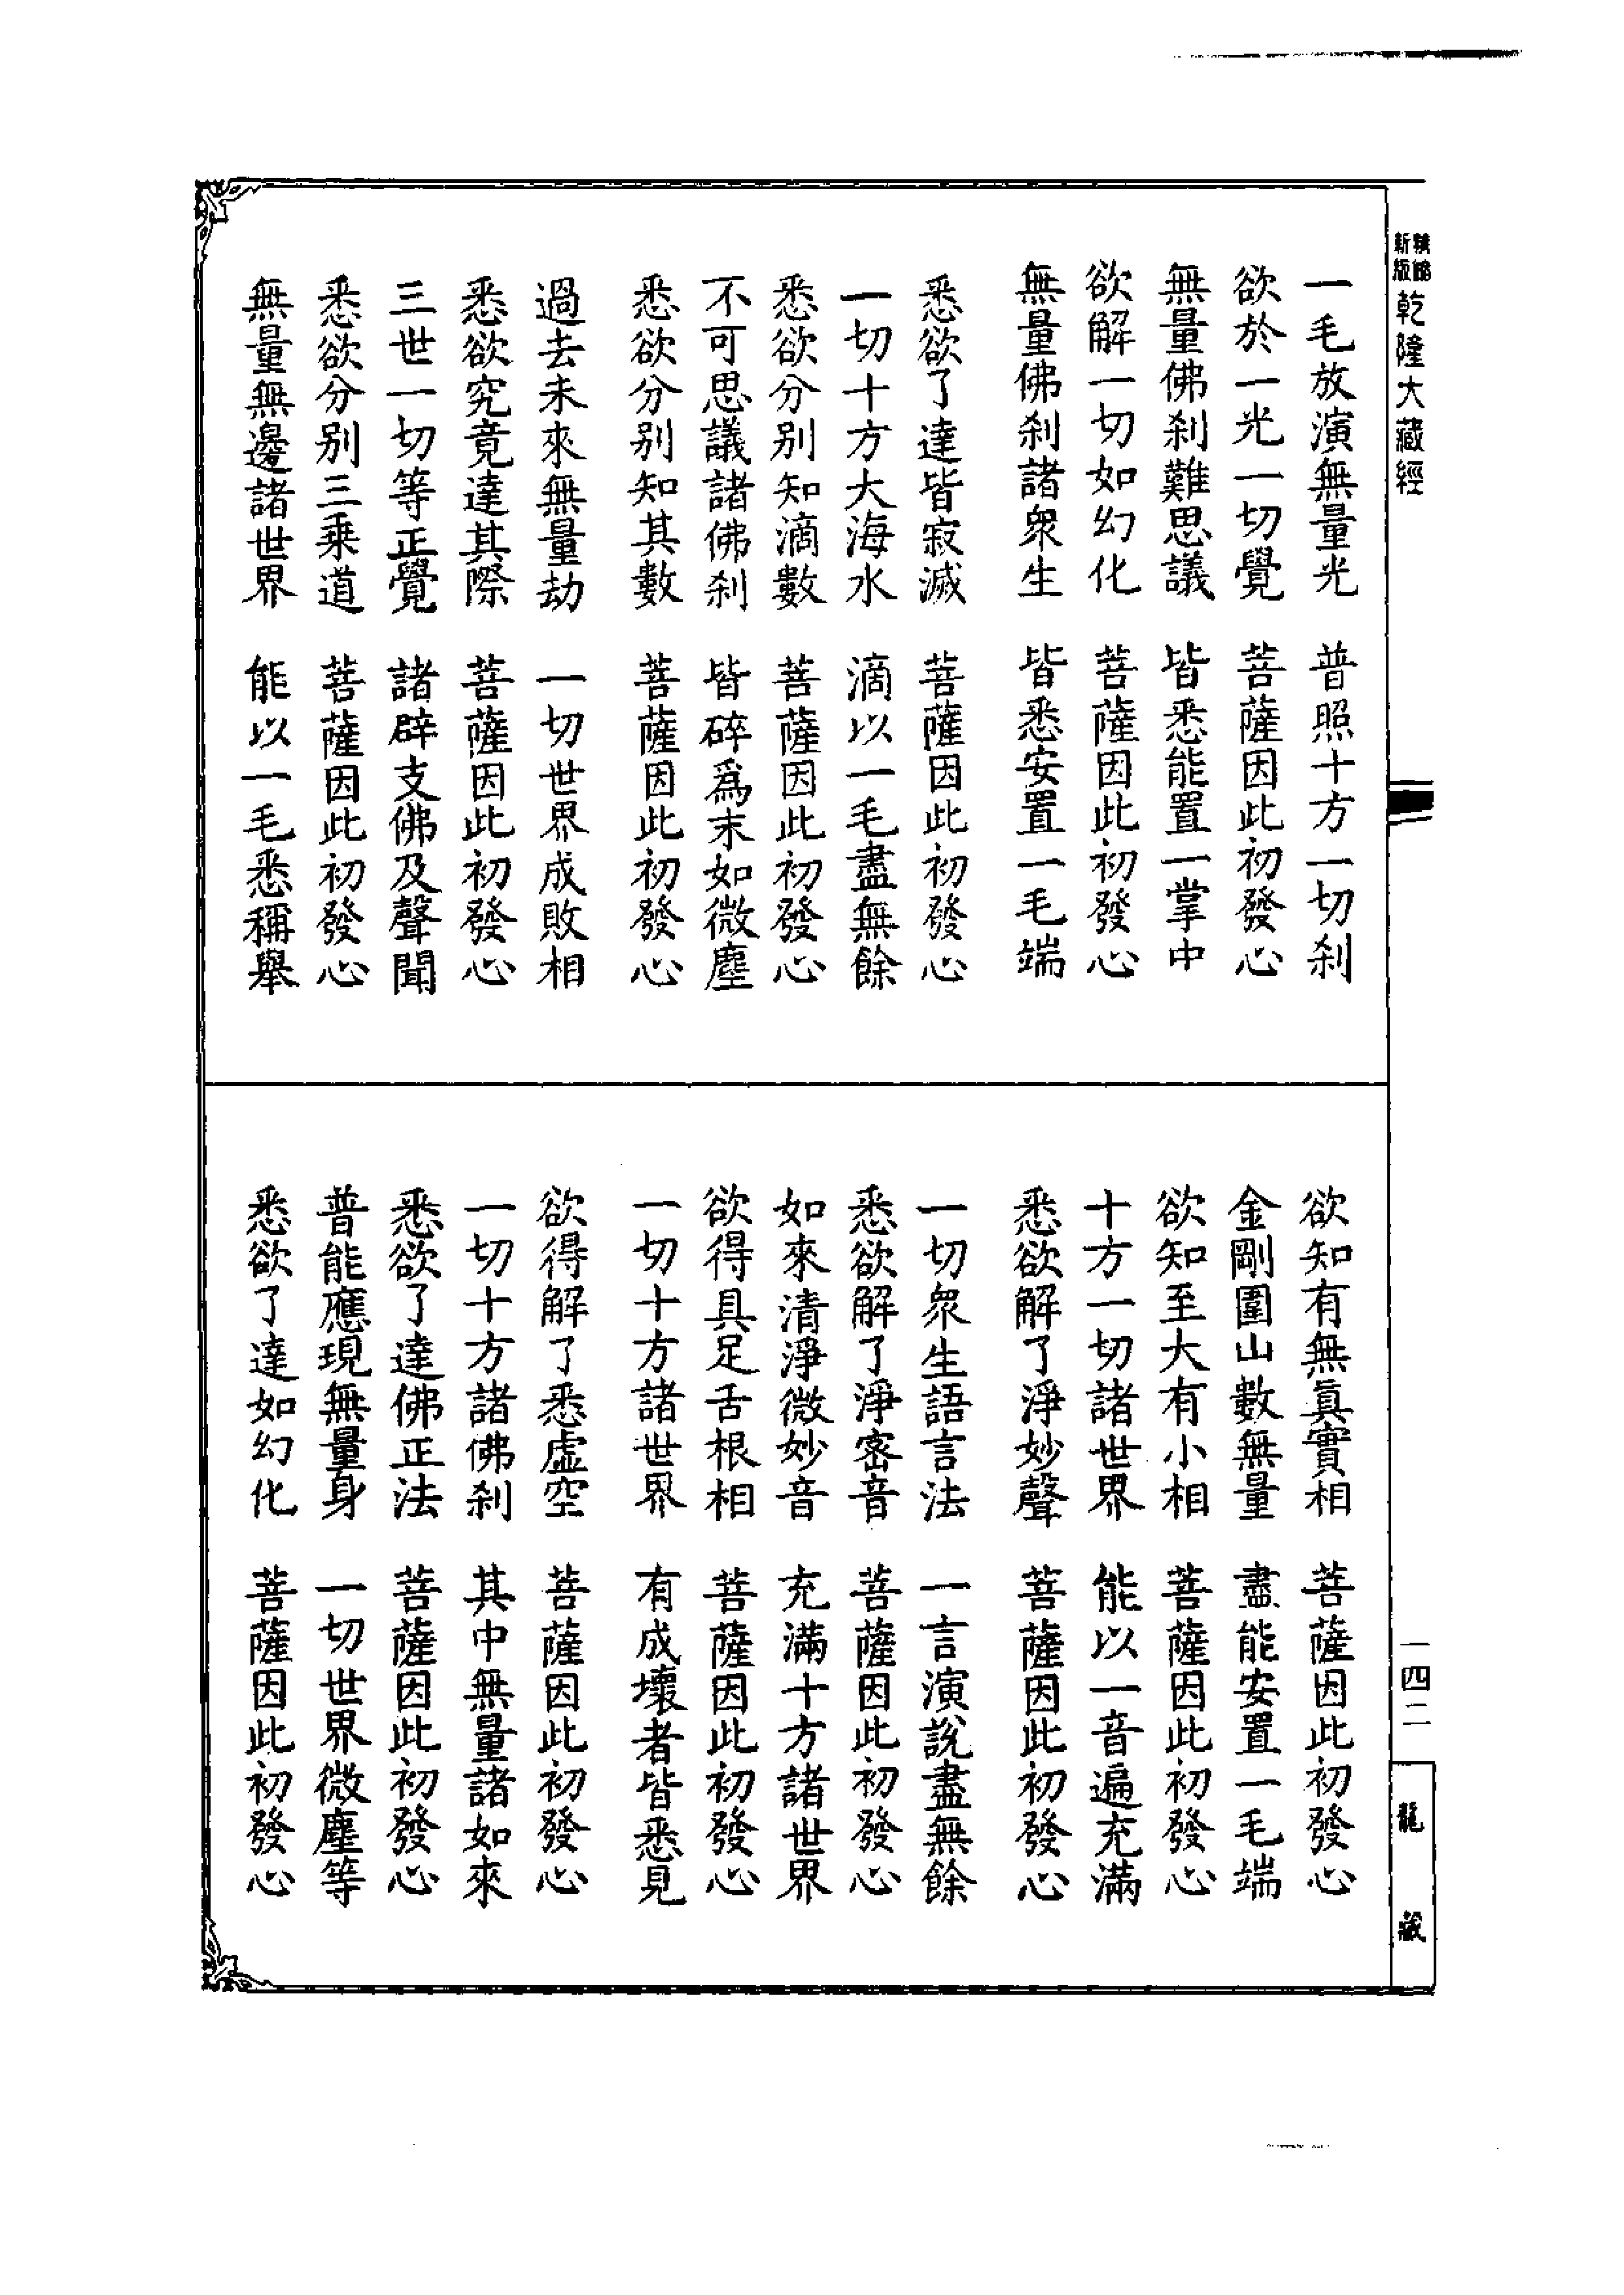 精縮新版乾隆大藏經
一毛放演無量光　普照十方一切刹
欲於一光一切覺　菩薩因此初發心
無量佛刹難思議　皆悉能置一掌中
欲解一切如幻化　菩薩因此初發心
無量佛刹諸衆生　皆悉安置一毛端
悉欲了達皆寂滅　菩薩因此初發心
一切十方大海水　滴以一毛盡無餘
悉欲分別知滴數　菩薩因此初發心
不可思議諸佛刹　皆碎爲末如微塵
悉欲分別知其數　菩薩因此初發心
過去未來無量劫　一切世界成敗相
悉欲究竟達其際　菩薩因此初發心
三世一切等正覺　諸辟支佛及聲聞
悉欲分別三乘道　菩薩因此初發心
無量無邊諸世界　能以一毛悉稱舉
欲知有無眞實相　菩薩因此初發心
金剛圍山數無量　盡能安置一毛端
欲知至大有小相　菩薩因此初發心
十方一切諸世界　能以一音遍充滿
悉欲解了淨妙聲　菩薩因此初發心
一切衆生語言法　一言演說盡無餘
悉欲解了淨密音　菩薩因此初發心
如來清淨微妙音　充滿十方諸世界
欲得具足舌根相　菩薩因此初發心
一切十方諸世界　有成壞者皆悉見
欲得解了悉虛空　菩薩因此初發心
一切十方諸佛刹　其中無量諸如來
悉欲了達佛正法　菩薩因此初發心
普能應現無量身　一切世界微塵等
悉欲了達如幻化　菩薩因此初發心
一四二
龍藏